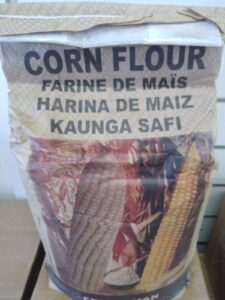 CORN FLOUR
FARINE DE MAÏS
HARINA DE MAIZ
KAUNGA SAFI